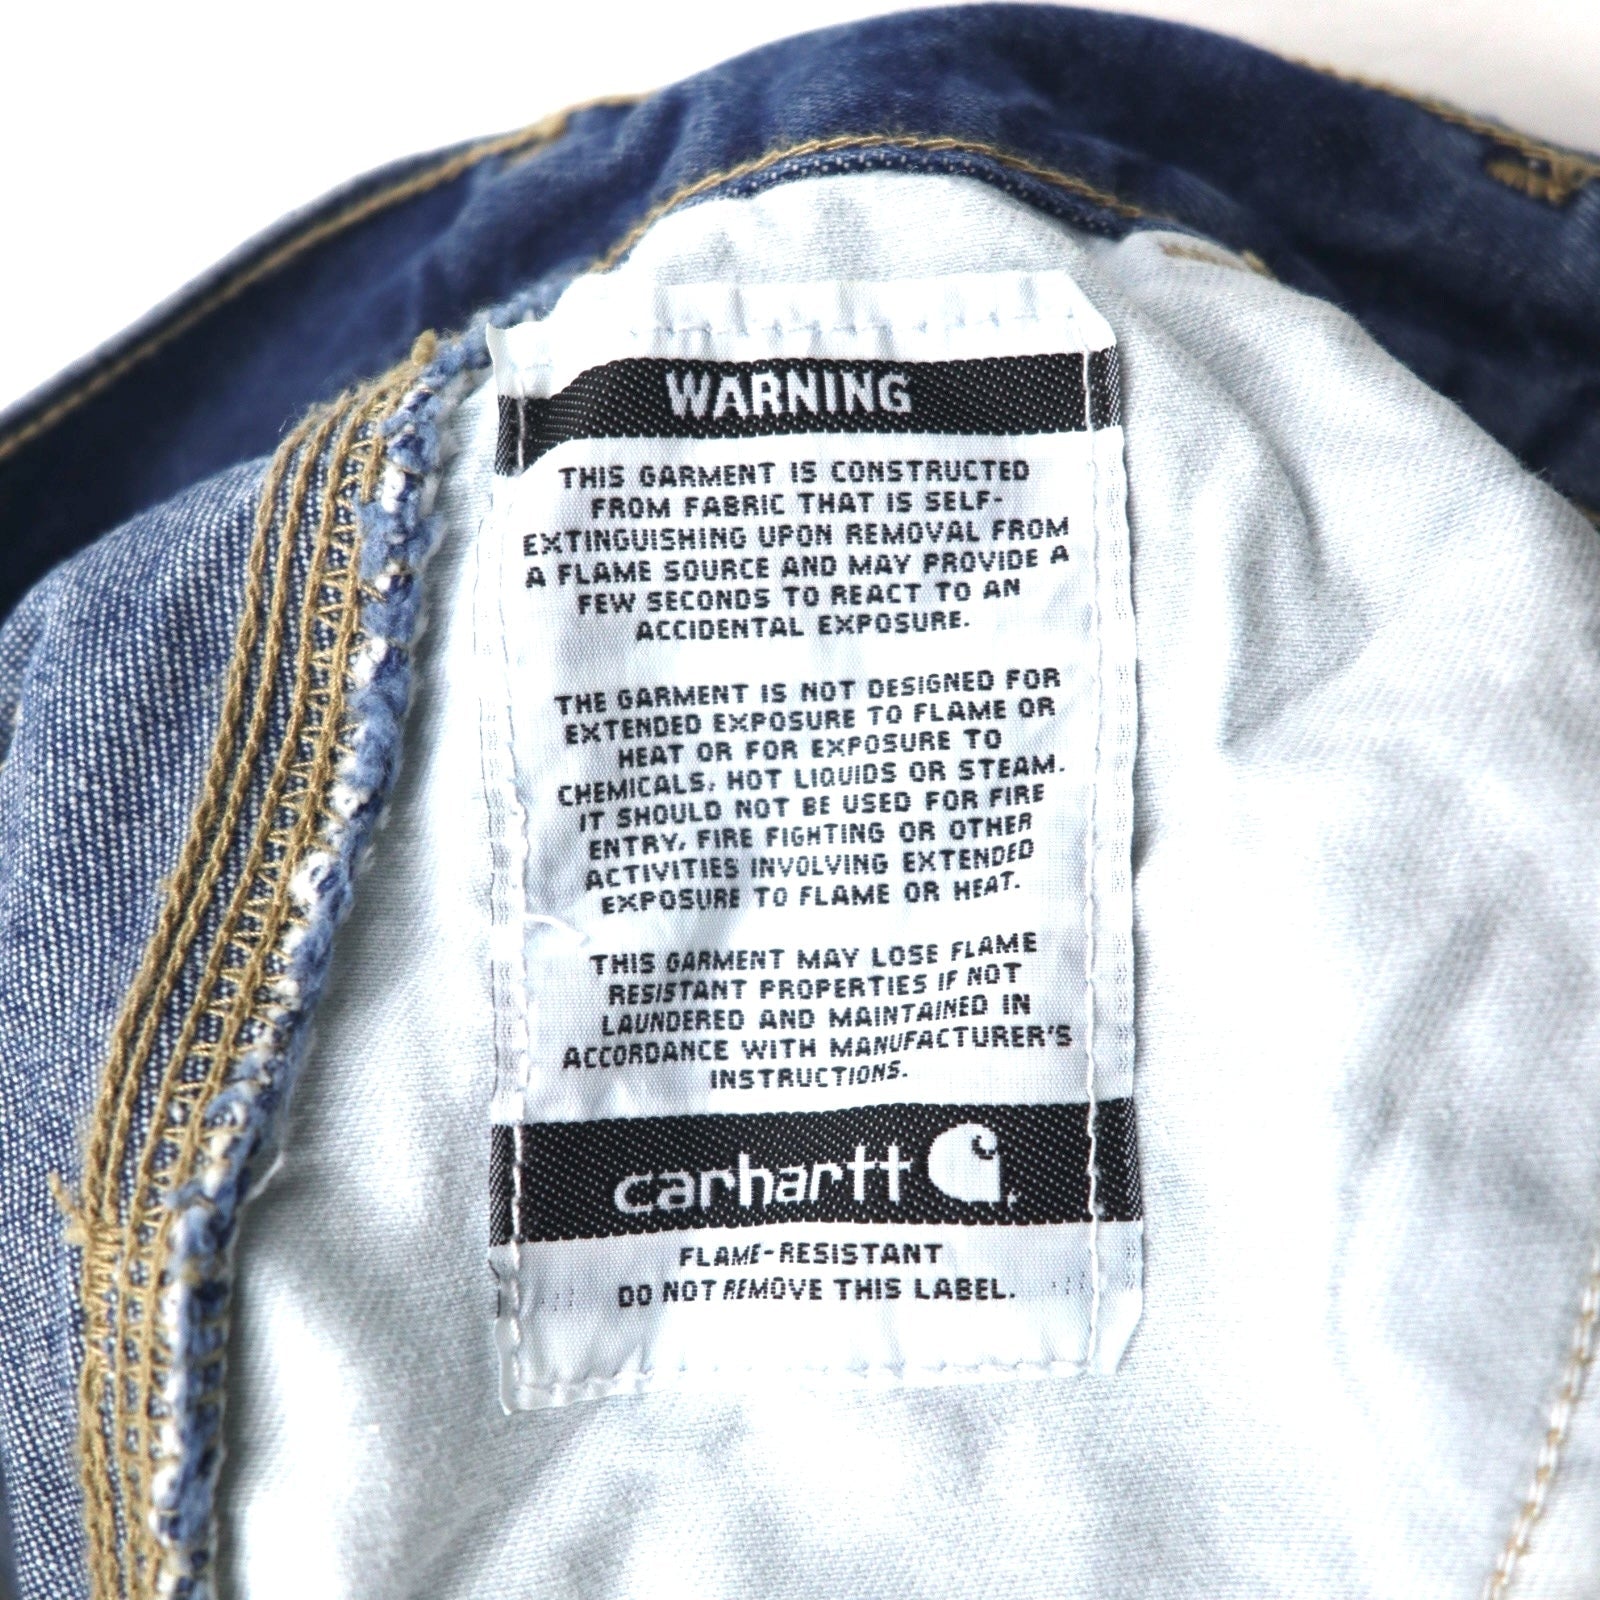 WARNING
THIS GARMENT IS CONSTRUCTED
FROM FABRIC THAT IS SELF-
EXTINGUISHING UPON REMOVAL FROM
A FLAME SOURCE AND MAY PROVIDE A
FEW SECONDS TO REACT TO AN
ACCIDENTAL EXPOSURE.
THE GARMENT IS NOT DESIGNED FOR
EXTENDED EXPOSURE TO FLAME OR
HEAT OR FOR EXPOSURE TO
CHEMICALS, HOT LIQUIDS OR STEAM.
IT SHOULD NOT BE USED FOR FIRE
ENTRY, FIRE FIGHTING OR OTHER
ACTIVITIES INVOLVING EXTENDED
EXPOSURE TO FLAME OR HEAT.
THIS GARMENT MAY LOSE FLAME
RESISTANT PROPERTIES IF NOT
LAUNDERED AND MAINTAINED IN
ACCORDANCE WITH MANUFACTURER'S
INSTRUCTIONS.
carhartt
FLAME-RESISTANT
DO NOT REMOVE THIS LABEL.